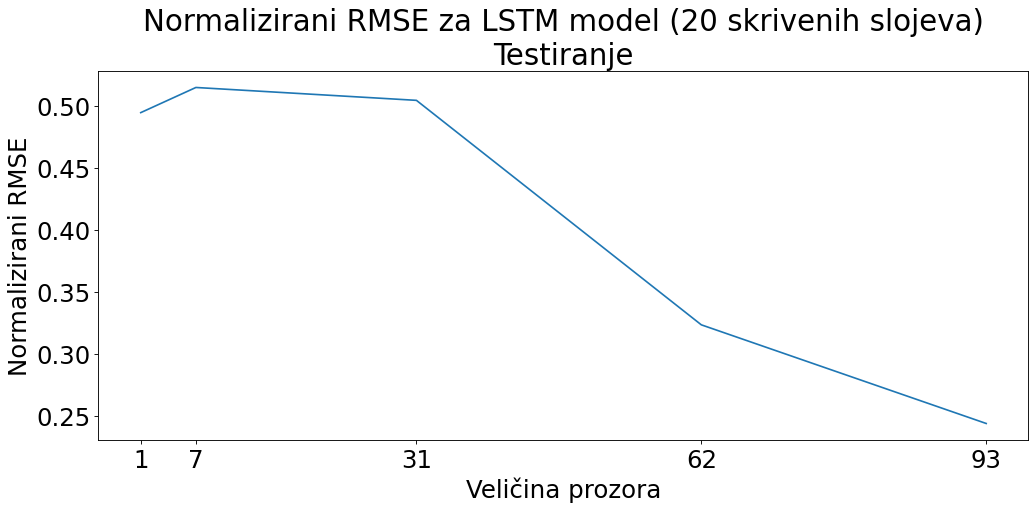 Normalizirani RMSE za LSTM model (20 skrivenih slojeva)
Testiranje
Normalizirani RMSE
0.50
0.45
0.40
0.35
0.30
0.25
1 7 31 62 93
Veličina prozora